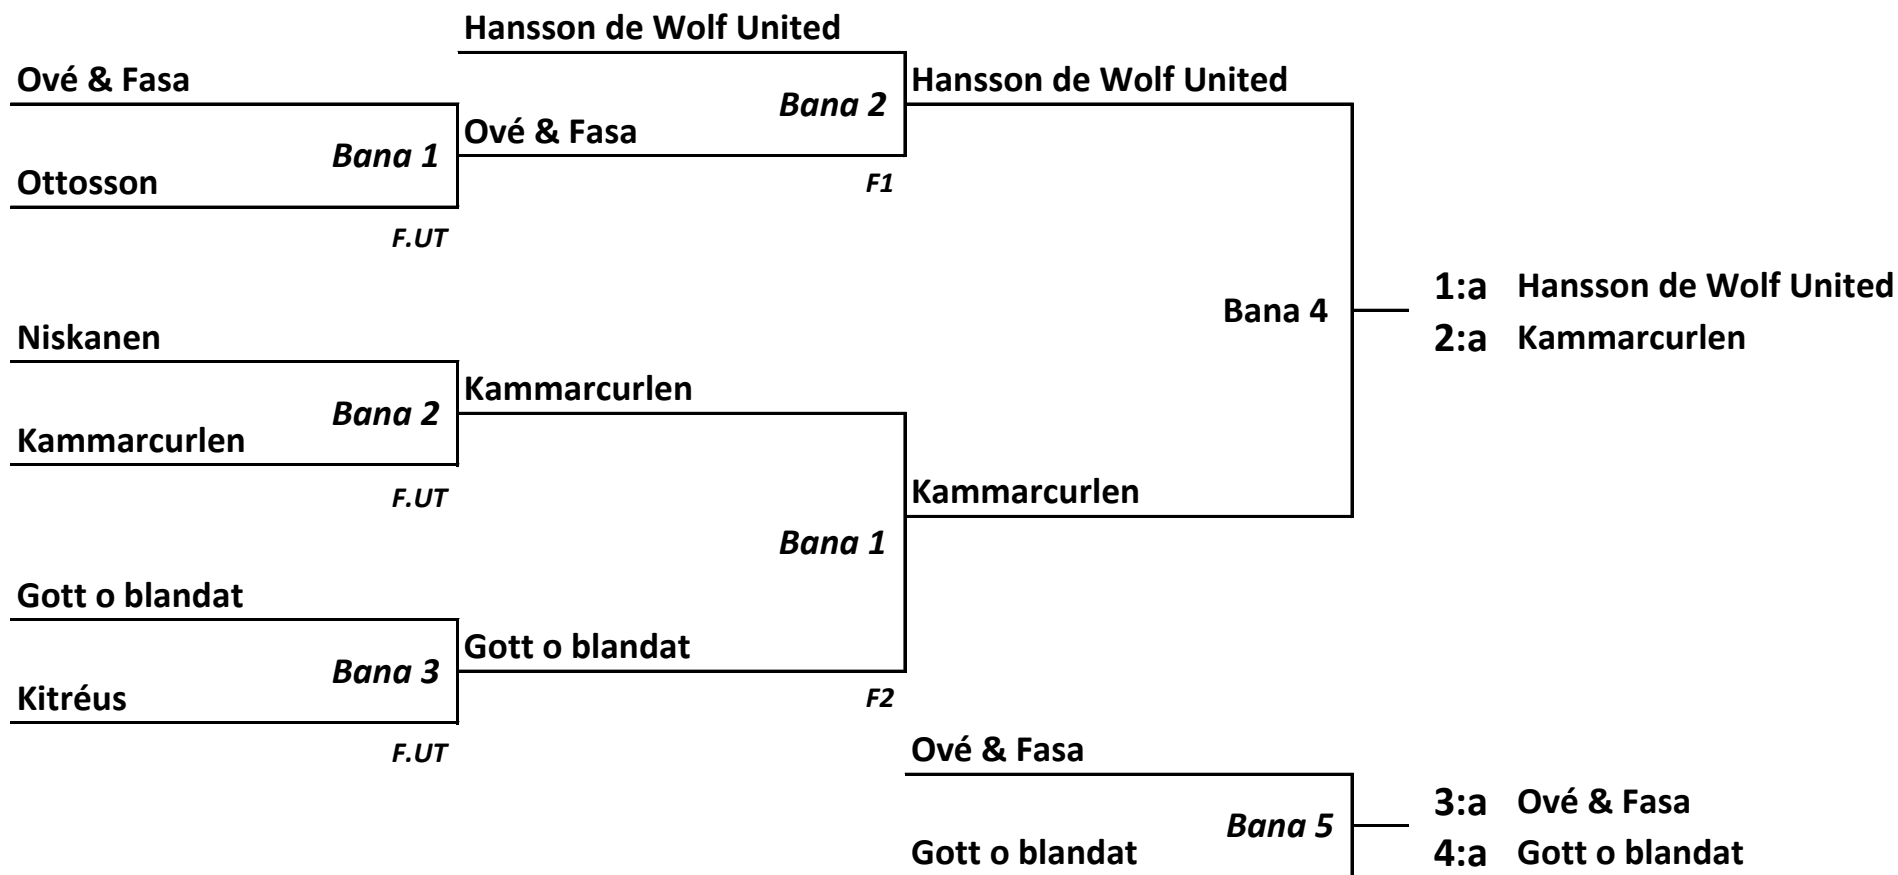 Hansson de Wolf United
Ové & Fasa
Hansson de Wolf United
Bana 2
Ové & Fasa
Bana 1
Ottosson
F1
F.UT
1:a Hansson de Wolf United
Bana 4
Niskanen
2:a Kammarcurlen
Kammarcurlen
Bana 2
Kammarcurlen
F.UT
Kammarcurlen
Bana 1
Gott o blandat
Gott o blandat
Bana 3
Kitréus
F2
F.UT
Ové & Fasa
3:a Ové & Fasa
Bana 5
Gott o blandat
4:a Gott o blandat